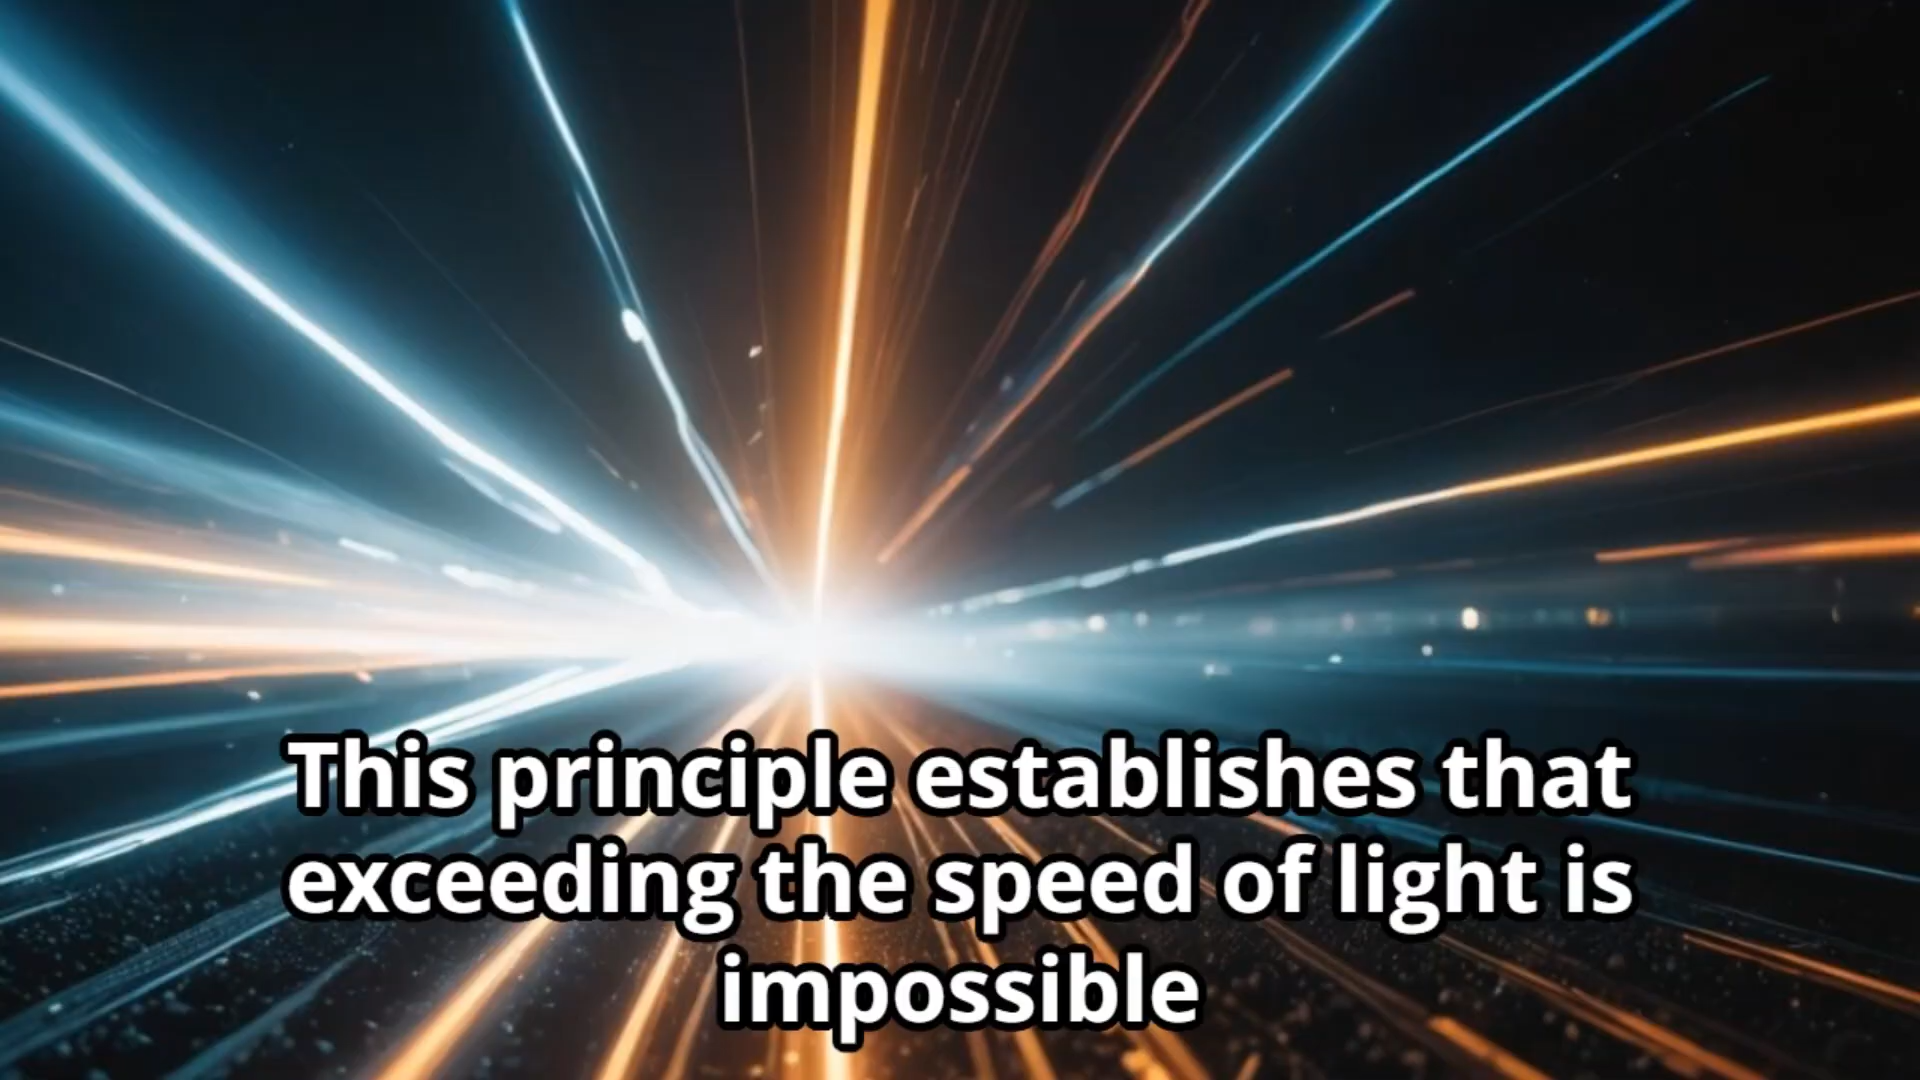 This principle establishes that
exceeding the speed of light is
impossible